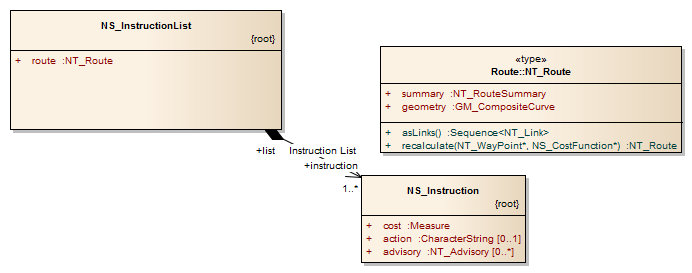 NS_InstructionList
{root}
+ route :NT_Route
«type»
Route::NT_Route
+ summary :NT_RouteSummary
+ geometry :GM_CompositeCurve
+ asLinks() :Sequence<NT_Link>
+ recalculate(NT_WayPoint*, NS_CostFunction*) :NT_Route
+list Instruction List
+instruction
1..*
NS_Instruction
{root}
+ cost :Measure
+ action :CharacterString [0..1]
+ advisory :NT_Advisory [0..*]